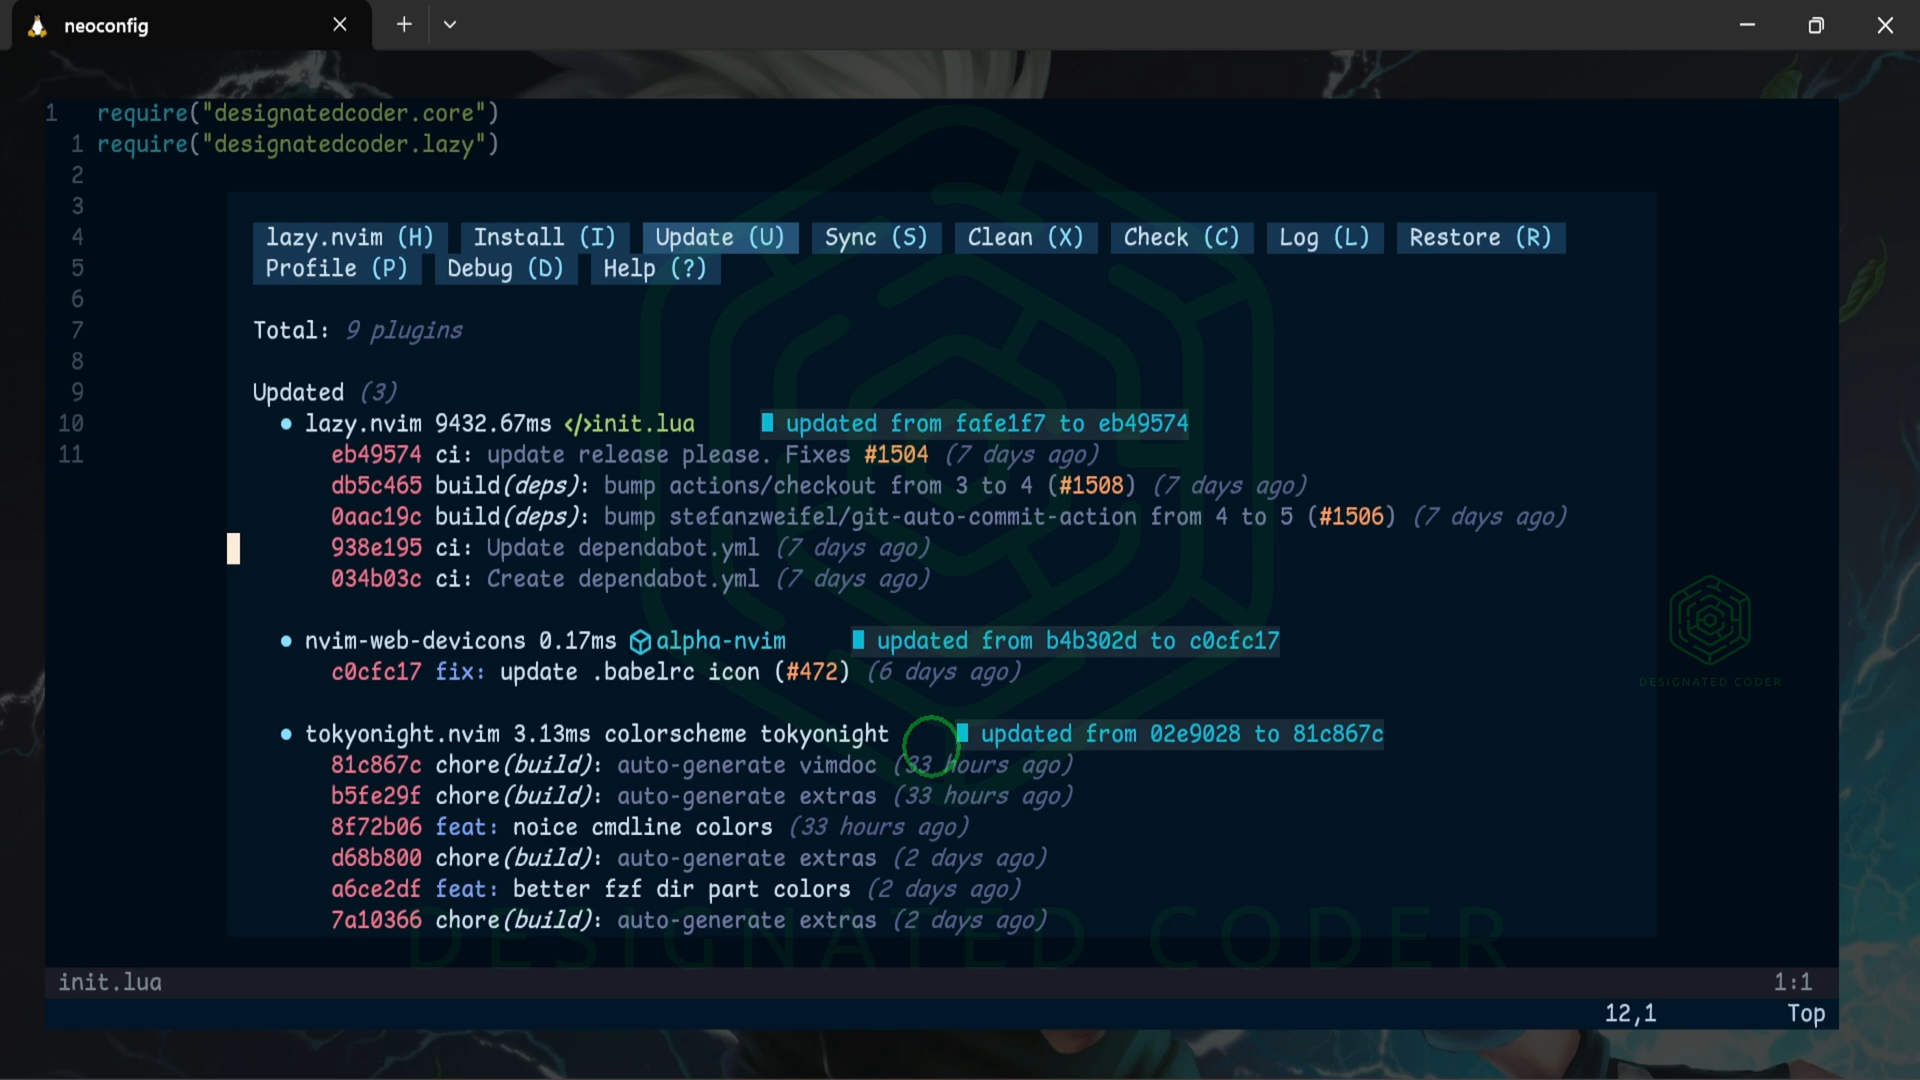 neoconfig
1 require("designatedcoder.core")
1 require("designatedcoder.lazy")
2
3
4
5
6
7
8
9
10
11
lazy.nvim (H) Install (I) Update (U) Sync (S) Clean (X) Check (C) Log (L) Restore (R)
Profile (P) Debug (D) Help (?)
Total: 9 plugins
Updated (3)
● lazy.nvim 9432.67ms </>init.lua updated from fafe1f7 to eb49574
eb49574 ci: update release please. Fixes #1504 (7 days ago)
db5c465 build(deps): bump actions/checkout from 3 to 4 (#1508) (7 days ago)
0aac19c build(deps): bump stefanzweifel/git-auto-commit-action from 4 to 5 (#1506) (7 days ago)
938e195 ci: Update dependabot.yml (7 days ago)
034b03c ci: Create dependabot.yml (7 days ago)
● nvim-web-devicons 0.17ms alpha-nvim updated from b4b302d to c0cfc17
c0cfc17 fix: update .babelrc icon (#472) (6 days ago)
● tokyonight.nvim 3.13ms colorscheme tokyonight updated from 02e9028 to 81c867c
81c867c chore(build): auto-generate vimdoc (33 hours ago)
b5fe29f chore(build): auto-generate extras (33 hours ago)
8f72b06 feat: noice cmdline colors (33 hours ago)
d68b800 chore(build): auto-generate extras (2 days ago)
a6ce2df feat: better fzf dir part colors (2 days ago)
7a10366 chore(build): auto-generate extras (2 days ago)
DESIGNATED CODER
DESIGNATED CODER
init.lua 1:1
12,1 Top